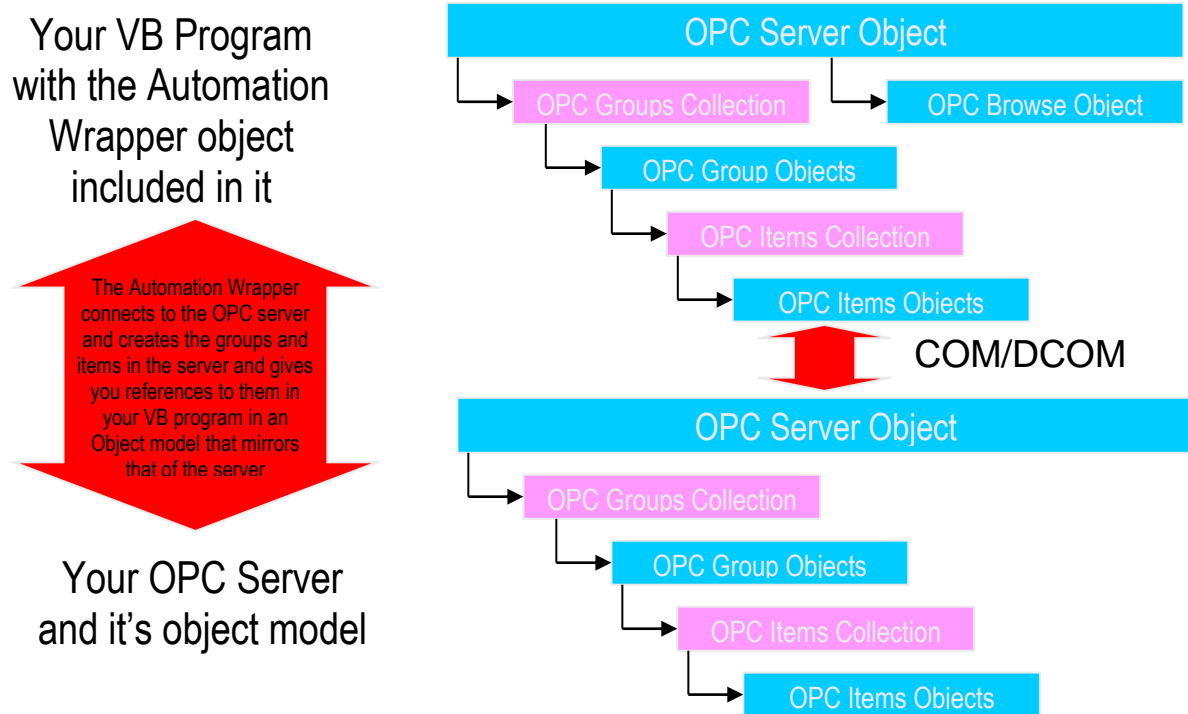 Your VB Program
with the Automation
Wrapper object
included in it
The Automation Wrapper
connects to the OPC server
and creates the groups and
items in the server and gives
you references to them in
your VB program in an
Object model that mirrors
that of the server
Your OPC Server
and it's object model
OPC Server Object
OPC Groups Collection
OPC Browse Object
OPC Group Objects
OPC Items Collection
OPC Items Objects
COM/DCOM
OPC Server Object
OPC Groups Collection
OPC Group Objects
OPC Items Collection
OPC Items Objects